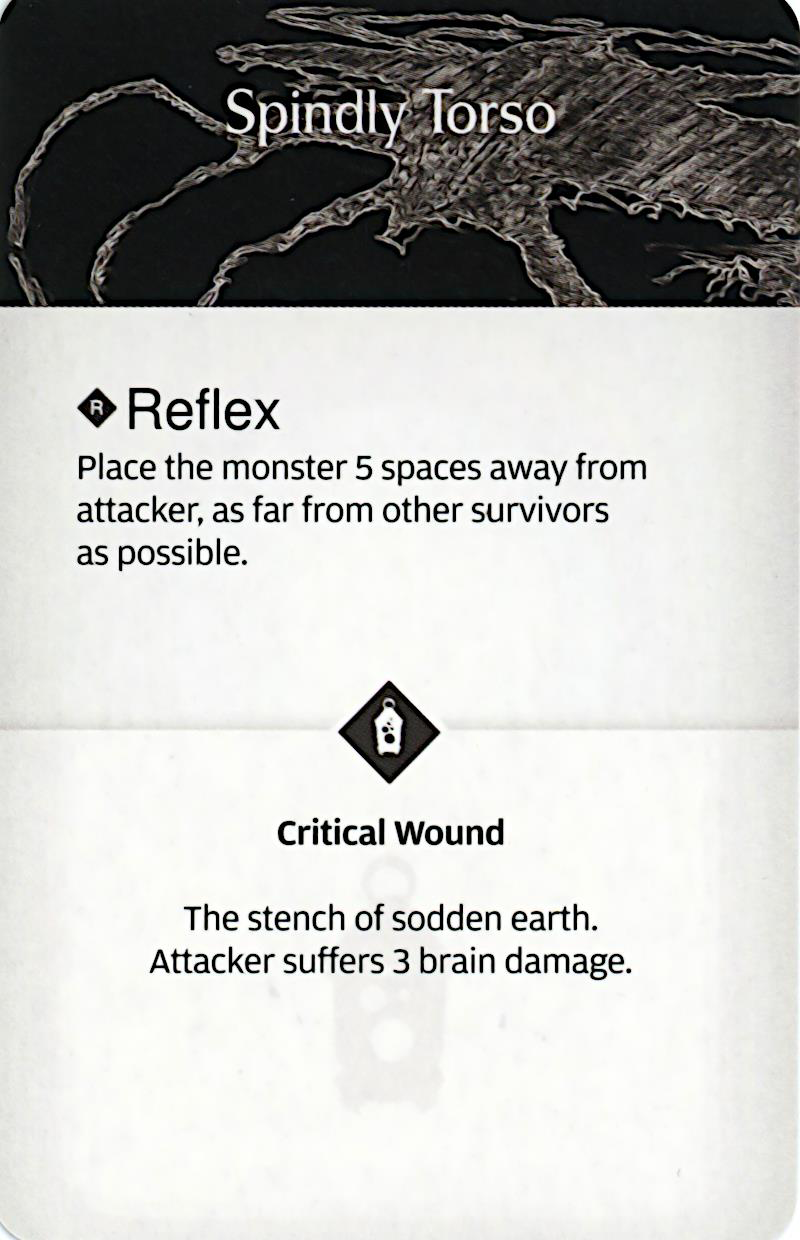 Spindly Torso
R Reflex
Place the monster 5 spaces away from
attacker, as far from other survivors
as possible.
Critical Wound
The stench of sodden earth.
Attacker suffers 3 brain damage.